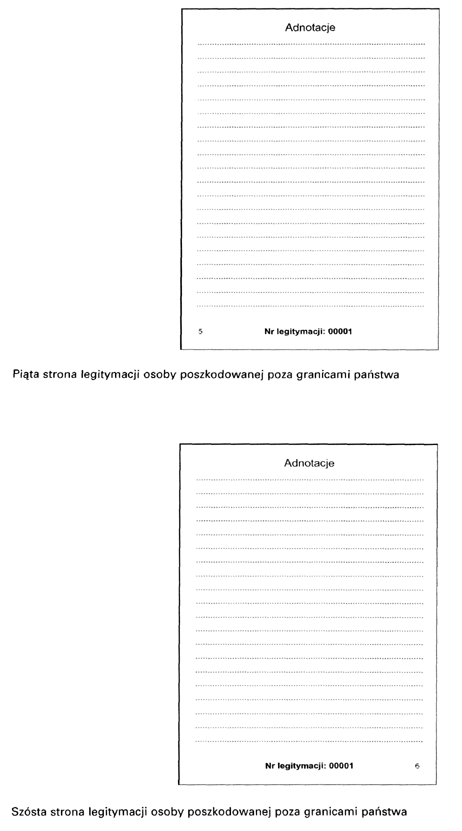 Adnotacje
5 Nr legitymacji: 00001
Piąta strona legitymacji osoby poszkodowanej poza granicami państwa
Adnotacje
Nr legitymacji: 00001 6
Szósta strona legitymacji osoby poszkodowanej poza granicami państwa